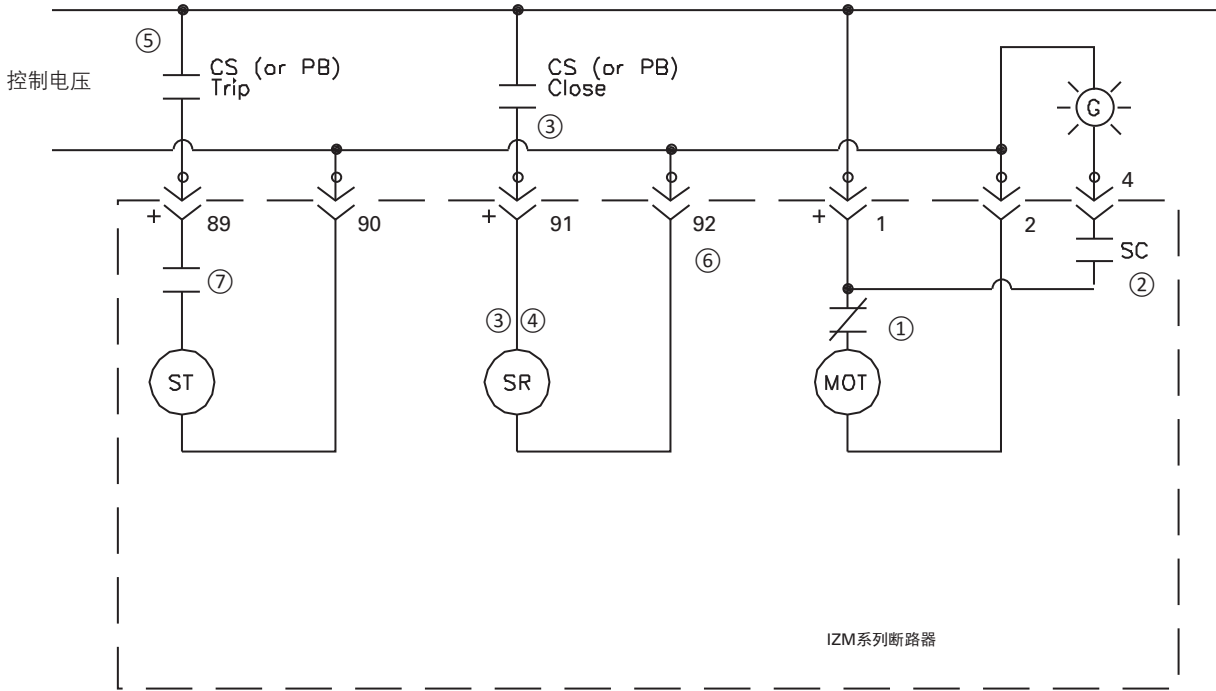 ⑤
CS (or PB)
Trip
CS (or PB)
Close
控制电压
G
③
4
+
89
90
+
91
92
+
1
2
SC
⑦
⑥
②
③ ④
①
ST
SR
MOT
IZM系列断路器